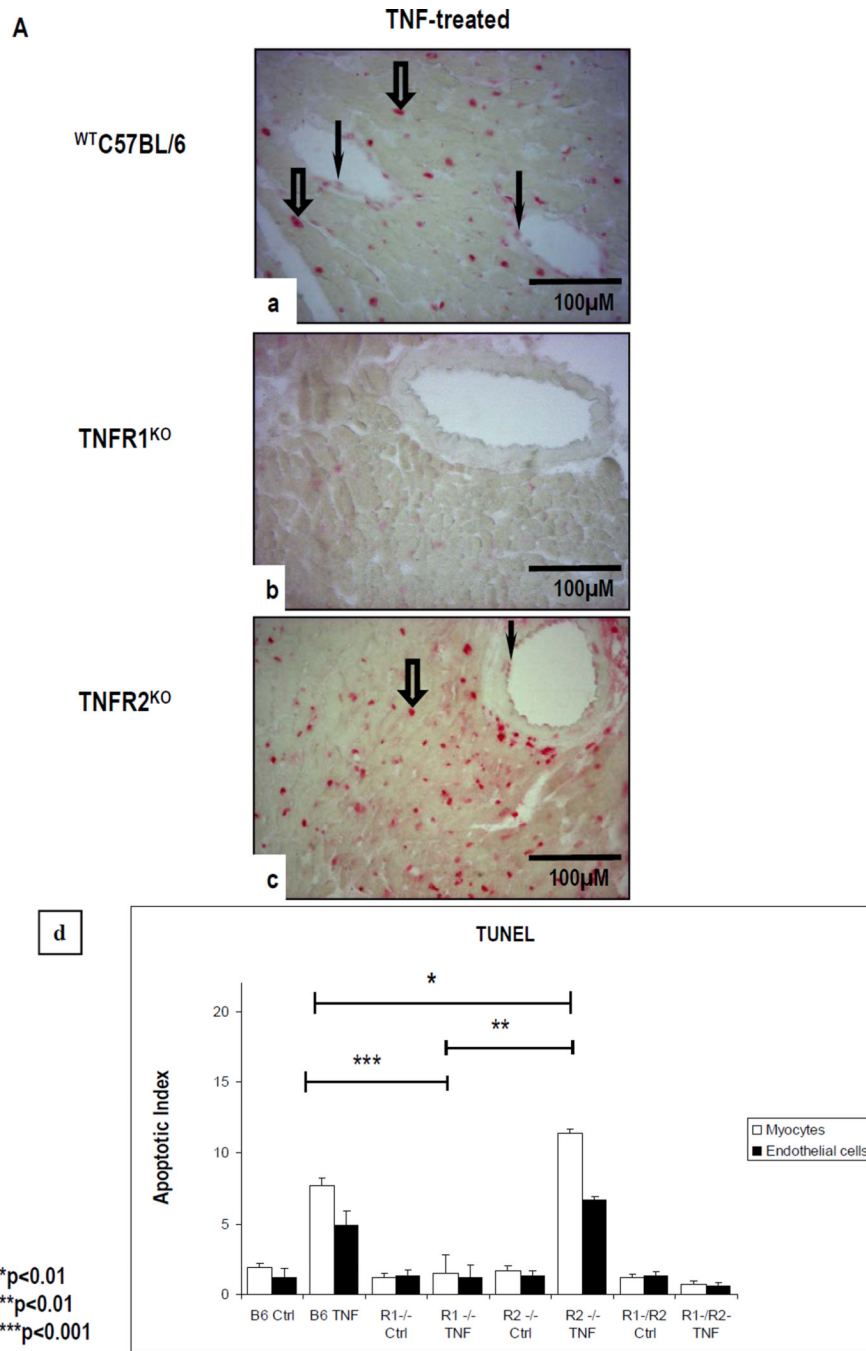 A
TNF-treated
WTC57BL/6
a
100µM
TNFR1KO
b
100µM
TNFR2KO
c
100µM
d
TUNEL
Apoptotic Index
20
15
10
5
0
*
**
***
Myocytes
Endothelial cells
B6 Ctrl
B6 TNF
R1-/-
Ctrl
R1 -/-
TNF
R2 -/-
Ctrl
R2 -/-
TNF
R1-/R2
Ctrl
R1-/R2-
TNF
*p<0.01
**p<0.01
***p<0.001